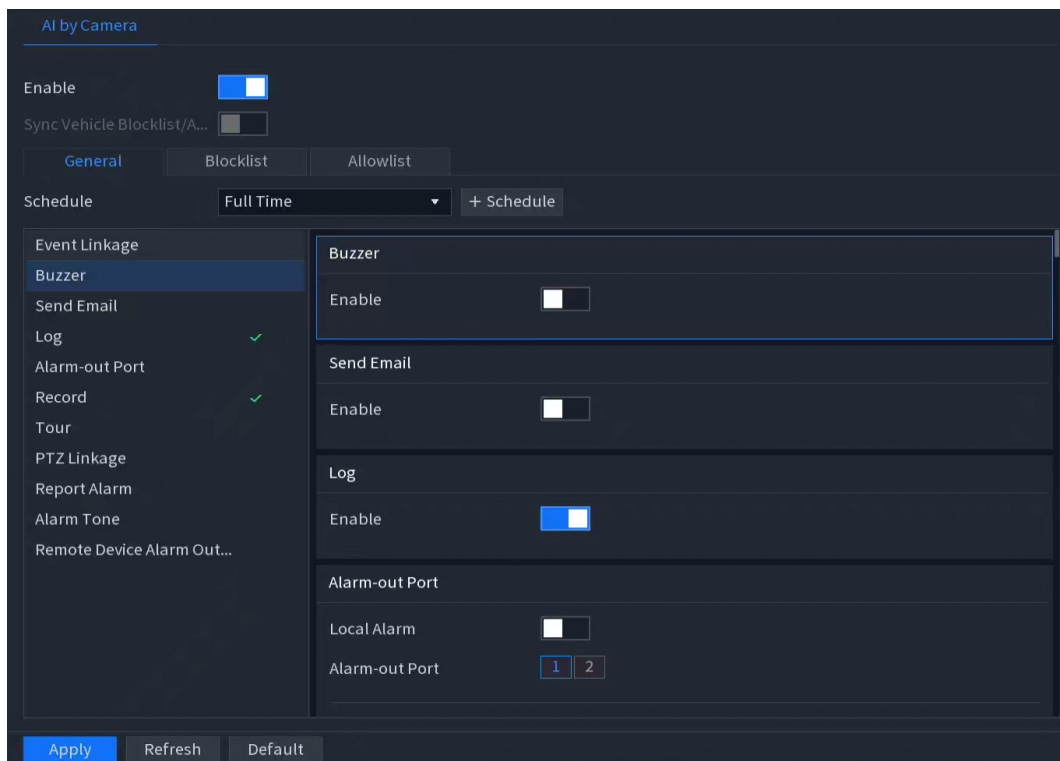 AI by Camera
Enable
Sync Vehicle Blocklist/A...
General Blocklist Allowlist
Schedule Full Time + Schedule
Event Linkage
Buzzer
Send Email
Log
Alarm-out Port
Record
Tour
PTZ Linkage
Report Alarm
Alarm Tone
Remote Device Alarm Out...
Buzzer
Enable
Send Email
Enable
Log
Enable
Alarm-out Port
Local Alarm
Alarm-out Port 1 2
Apply Refresh Default